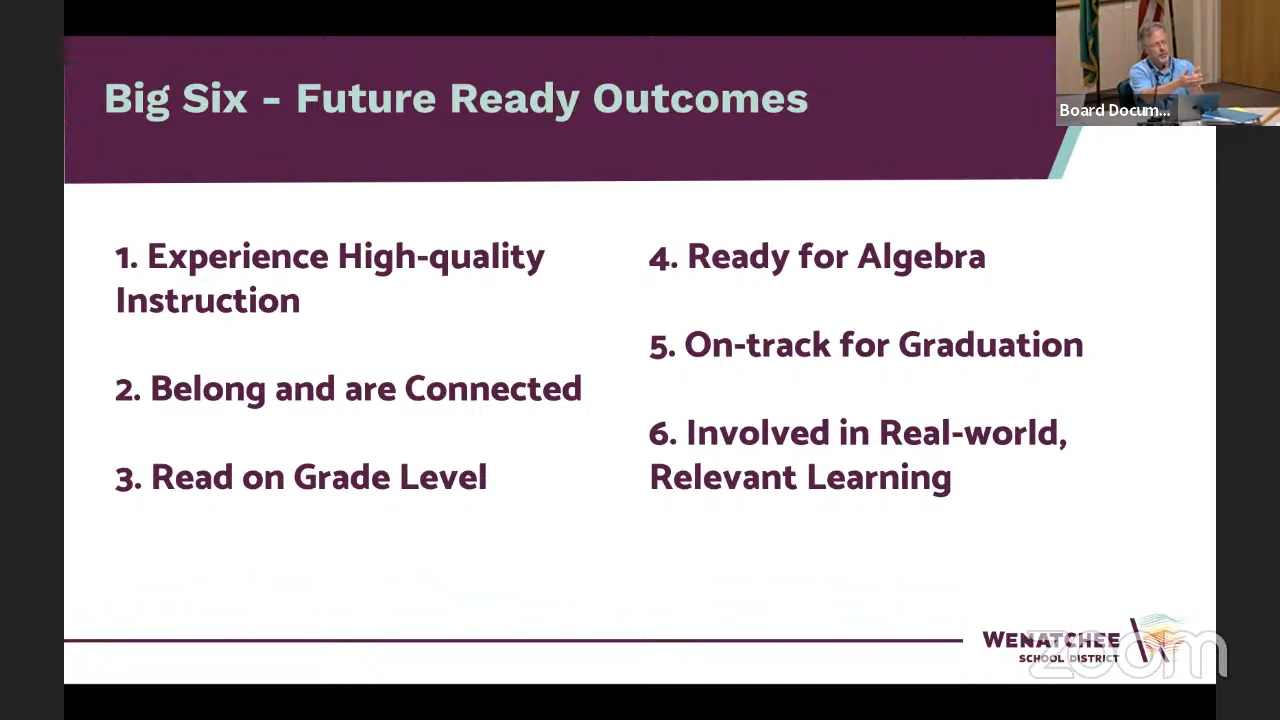 Big Six - Future Ready Outcomes
Board Docum...
1. Experience High-quality
Instruction
2. Belong and are Connected
3. Read on Grade Level
4. Ready for Algebra
5. On-track for Graduation
6. Involved in Real-world,
Relevant Learning
WENATCHEE
SCHOOL DISTRICT
zoom